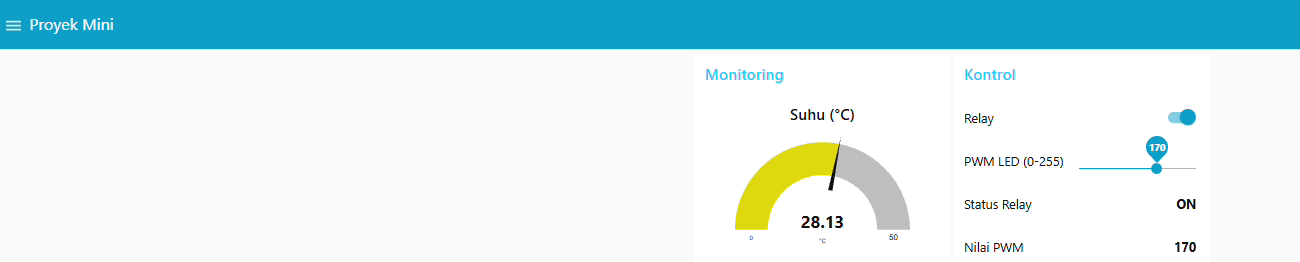 Proyek Mini
Monitoring
Suhu (°C)
28.13
°C
0
50
Kontrol
Relay
170
PWM LED (0-255)
Status Relay ON
Nilai PWM 170